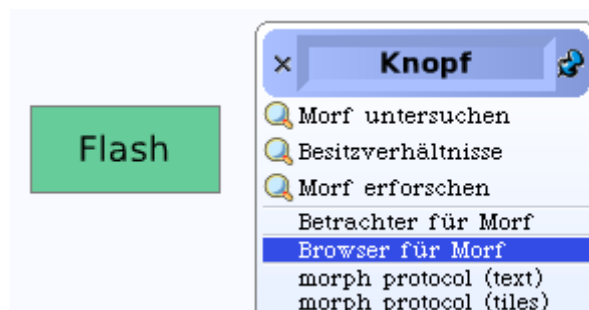 Flash
Knopf
Morf untersuchen
Besitzverhältnisse
Morf erforschen
Betrachter für Morf
Browser für Morf
morph protocol (text)
morph protocol (tiles)